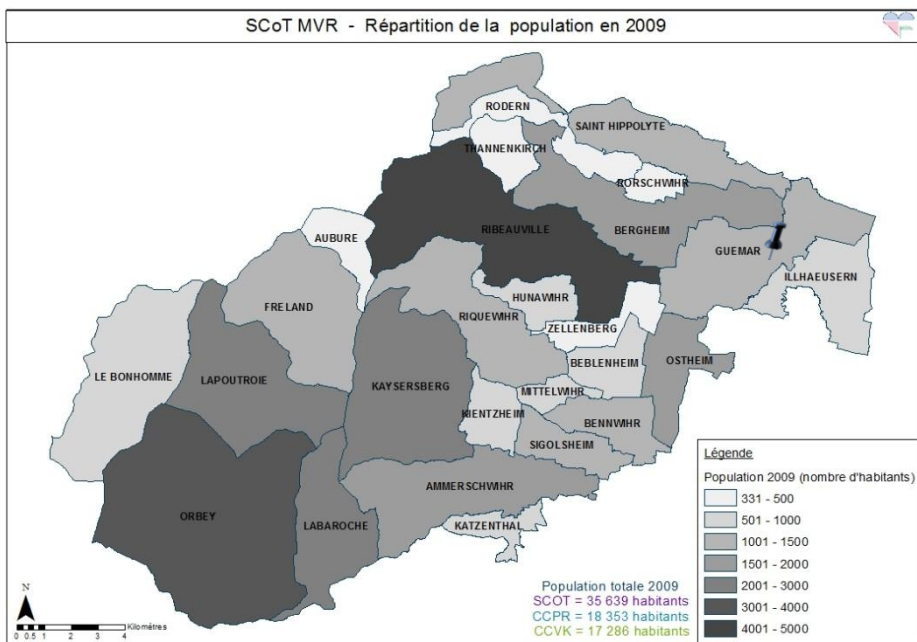 SCoT MVR - Répartition de la population en 2009
RODERN
SAINT HIPPOLYTE
THANNENKIRCH
RORSCHWIHR
RIBEAUVILLE
BERGHEIM
AUBURE
GUEMAR
ILLHAEUSERN
HUNAWIHR
FRELAND
RIQUEWIHR
ZELLENBERG
OSTHEIM
BEBLENHEIM
LE BONHOMME
LAPOUTROIE
KAYSERSBERG
MITTELWIHR
KIENTZHEIM
BENNWIHR
SIGOLSHEIM
AMMERSCHWIHR
ORBEY
LABAROCHE
KATZENTHAL
Légende
Population 2009 (nombre d'habitants)
331 - 500
501 - 1000
1001 - 1500
1501 - 2000
2001 - 3000
3001 - 4000
4001 - 5000
Population totale 2009
SCOT = 35 639 habitants
CCPR = 18 353 habitants
CCVK = 17 286 habitants
N
0 0.5 1 2 3 4 Kilomètres